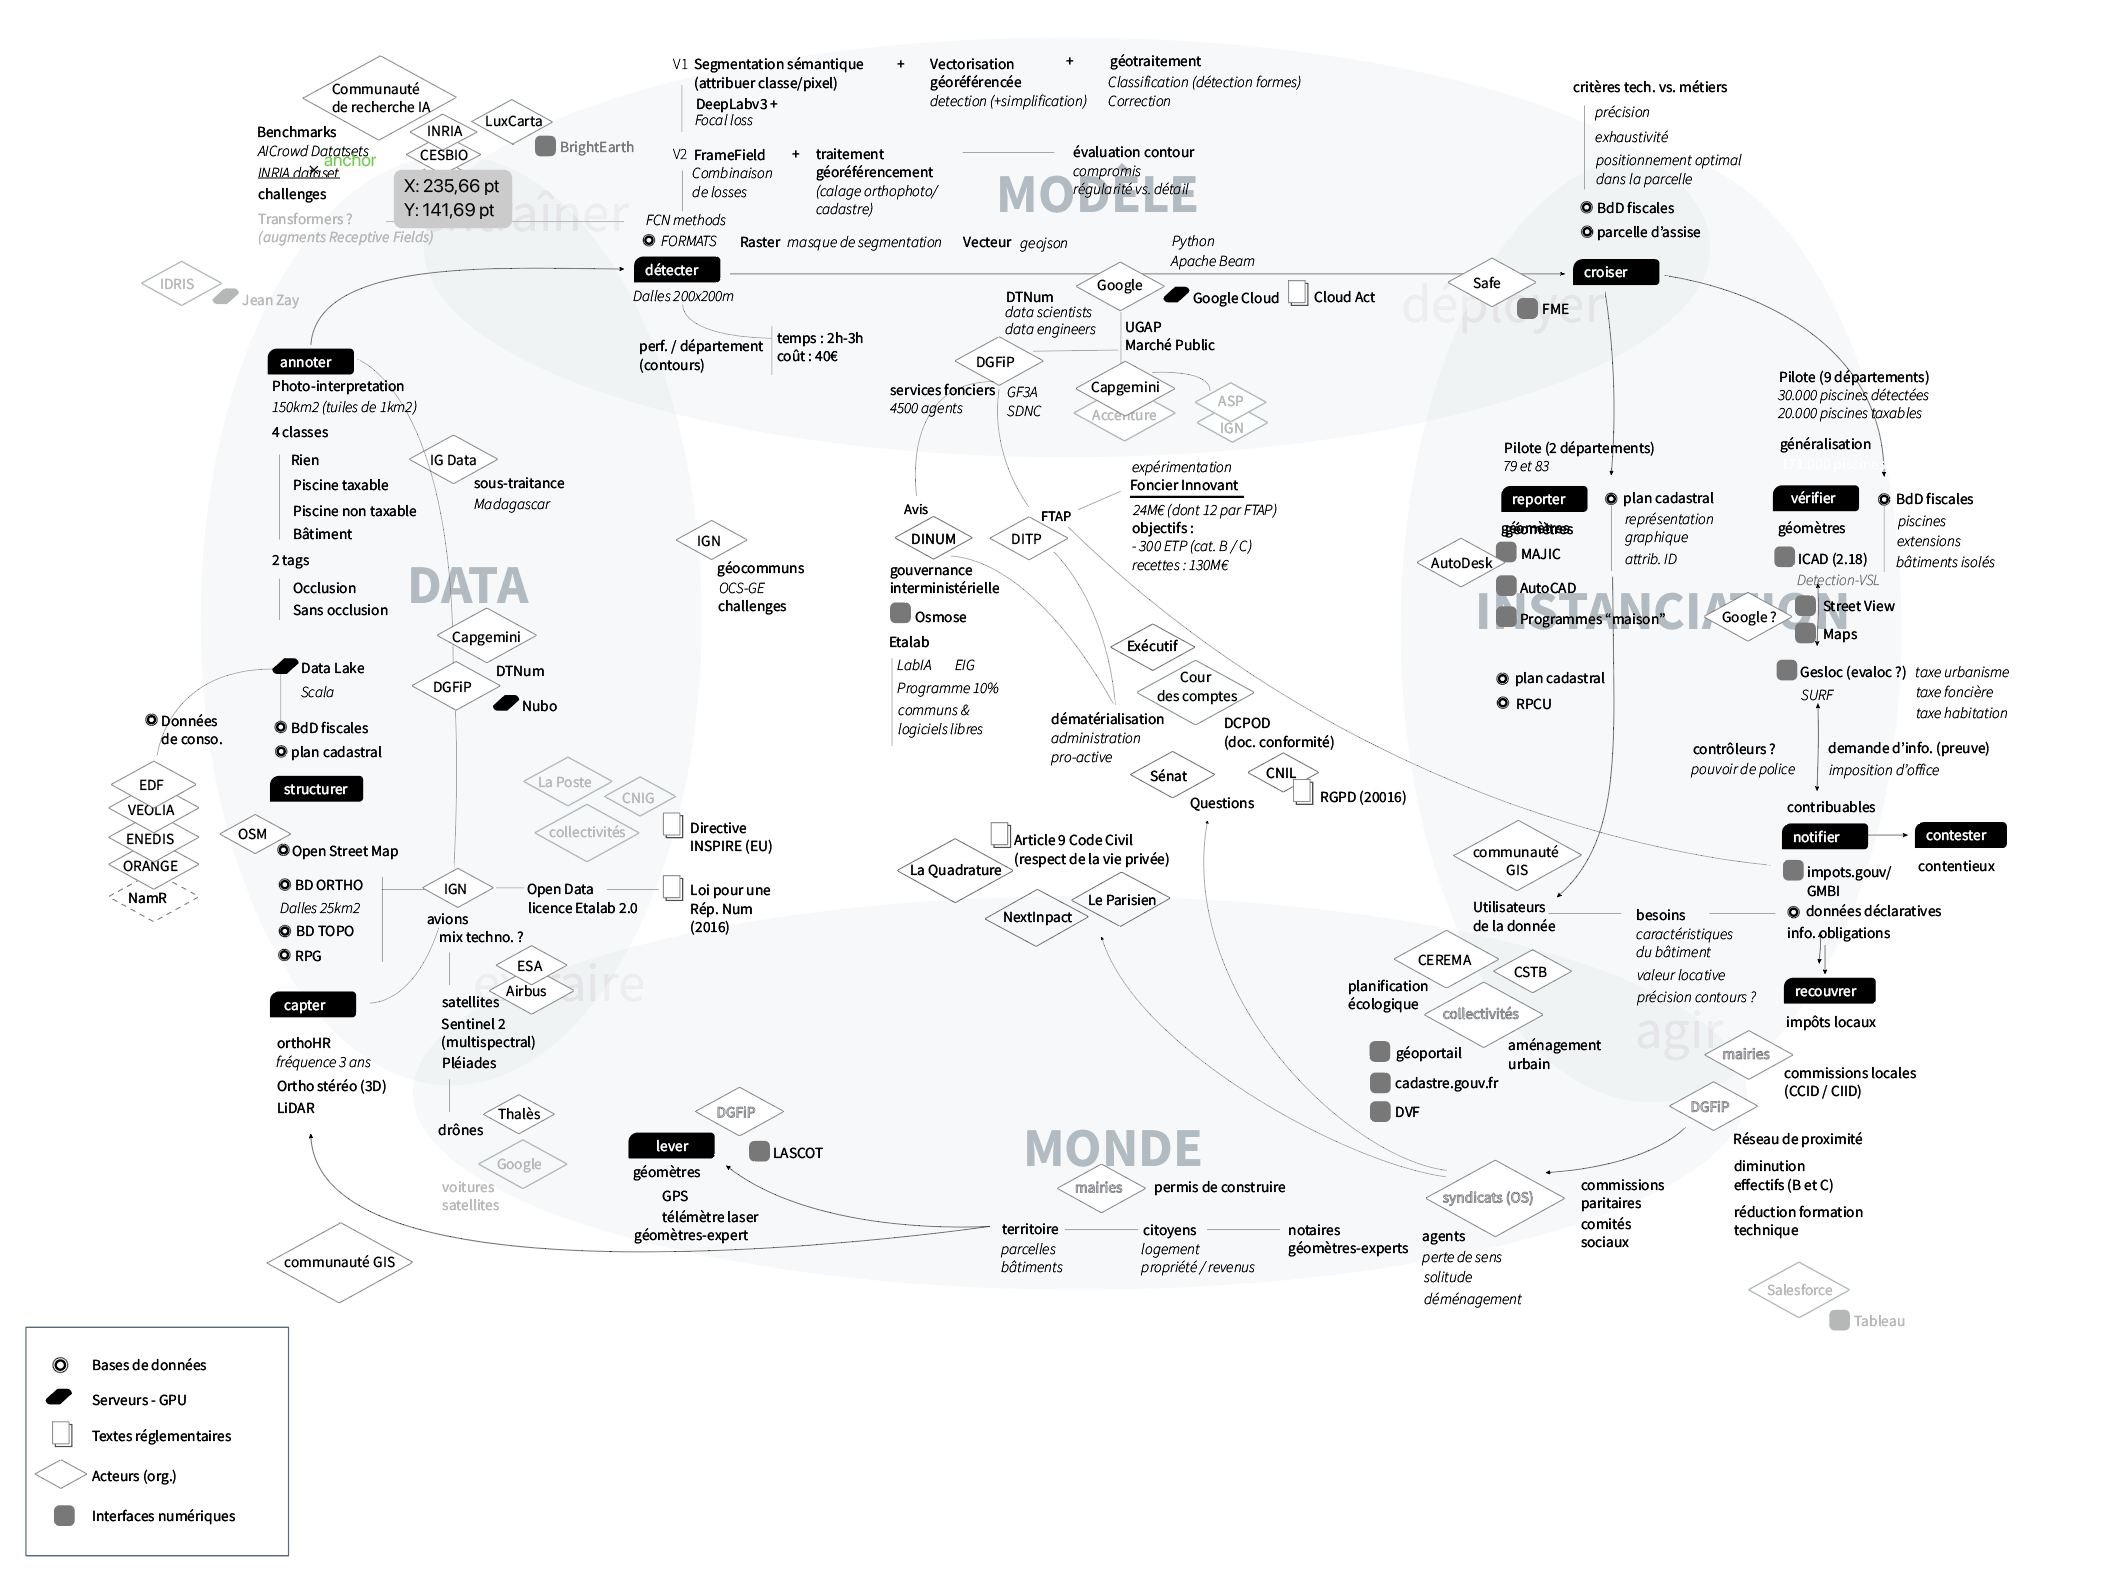 Communauté
de recherche IA
INRIA
CESBIO
LuxCarta
BrightEarth
Benchmarks
AICrowd Datatsets
anchor
INRIA dataset
challenges
X: 235,66 pt
Y: 141,69 pt
Transformers ?
(augments Receptive Fields)
IDRIS
Jean Zay
V1 Segmentation sémantique
(attribuer classe/pixel)
DeepLabv3 +
Focal loss
+
Vectorisation
géoréférencée
detection (+simplification)
+
géotraitement
Classification (détection formes)
Correction
V2 FrameField
Combinaison
de losses
+
traitement
géoréférencement
(calage orthophoto/
cadastre)
évaluation contour
compromis
régularité vs. détail
MODÈLE
FCN methods
FORMATS
Raster masque de segmentation
Vecteur geojson
Python
Apache Beam
détecter
Dalles 200x200m
perf. / département
(contours)
temps : 2h-3h
coût : 40€
Google
Google Cloud
Cloud Act
DTNum
data scientists
data engineers
UGAP
Marché Public
DGFiP
services fonciers
4500 agents
GF3A
SDNC
Capgemini
Accenture
ASP
IGN
Safe
FME
déployer
critères tech. vs. métiers
précision
exhaustivité
positionnement optimal
dans la parcelle
BdD fiscales
parcelle d’assise
croiser
annoter
Photo-interpretation
150km2 (tuiles de 1km2)
4 classes
Rien
Piscine taxable
Piscine non taxable
Bâtiment
2 tags
Occlusion
Sans occlusion
IG Data
sous-traitance
Madagascar
DATA
Capgemini
DTNum
DGFiP
Nubo
Data Lake
Scala
Données
de conso.
BdD fiscales
plan cadastral
structurer
EDF
VEOLIA
ENEDIS
ORANGE
NamR
OSM
Open Street Map
BD ORTHO
Dalles 25km2
BD TOPO
RPG
IGN
avions
mix techno. ?
Open Data
licence Etalab 2.0
La Poste
CNIG
collectivités
Directive
INSPIRE (EU)
Loi pour une
Rép. Num
(2016)
ESA
Airbus
capter
orthoHR
fréquence 3 ans
Ortho stéréo (3D)
LiDAR
satellites
Sentinel 2
(multispectral)
Pléiades
drônes
Thalès
Google
voitures
satellites
communauté GIS
IGN
géocommuns
OCS-GE
challenges
Avis
DINUM
gouvernance
interministérielle
Osmose
Etalab
LabIA EIG
Programme 10%
communs &
logiciels libres
DITP
FTAP
expérimentation
Foncier Innovant
24M€ (dont 12 par FTAP)
objectifs :
- 300 ETP (cat. B / C)
recettes : 130M€
Exécutif
Cour
des comptes
dématérialisation
administration
pro-active
DCPOD
(doc. conformité)
Sénat
CNIL
RGPD (20016)
Questions
Article 9 Code Civil
(respect de la vie privée)
La Quadrature
NextInpact
Le Parisien
Pilote (2 départements)
79 et 83
reporter
géomètres
AutoDesk
MAJIC
AutoCAD
Programmes “maison”
plan cadastral
représentation
graphique
attrib. ID
INSTANCIATION
plan cadastral
RPCU
Pilote (9 départements)
30.000 piscines détectées
20.000 piscines taxables
généralisation
vérifier
géomètres
ICAD (2.18)
Detection-VSL
Google ?
Street View
Maps
BdD fiscales
piscines
extensions
bâtiments isolés
Gesloc (evaloc ?)
SURF
taxe urbanisme
taxe foncière
taxe habitation
contrôleurs ?
pouvoir de police
demande d’info. (preuve)
imposition d’office
contribuables
notifier
contester
contentieux
impots.gouv/
GMBI
données déclaratives
info. obligations
recouvrer
impôts locaux
communauté
GIS
Utilisateurs
de la donnée
besoins
caractéristiques
du bâtiment
valeur locative
précision contours ?
CEREMA
CSTB
planification
écologique
collectivités
géoportail
cadastre.gouv.fr
DVF
aménagement
urbain
agir
mairies
commissions locales
(CCID / CIID)
DGFiP
Réseau de proximité
diminution
effectifs (B et C)
réduction formation
technique
DGFiP
lever
LASCOT
géomètres
GPS
télémètre laser
géomètres-expert
MONDE
mairies
permis de construire
territoire
parcelles
bâtiments
citoyens
logement
propriété / revenus
notaires
géomètres-experts
syndicats (OS)
agents
perte de sens
solitude
déménagement
commissions
paritaires
comités
sociaux
Salesforce
Tableau
Bases de données
Serveurs - GPU
Textes réglementaires
Acteurs (org.)
Interfaces numériques